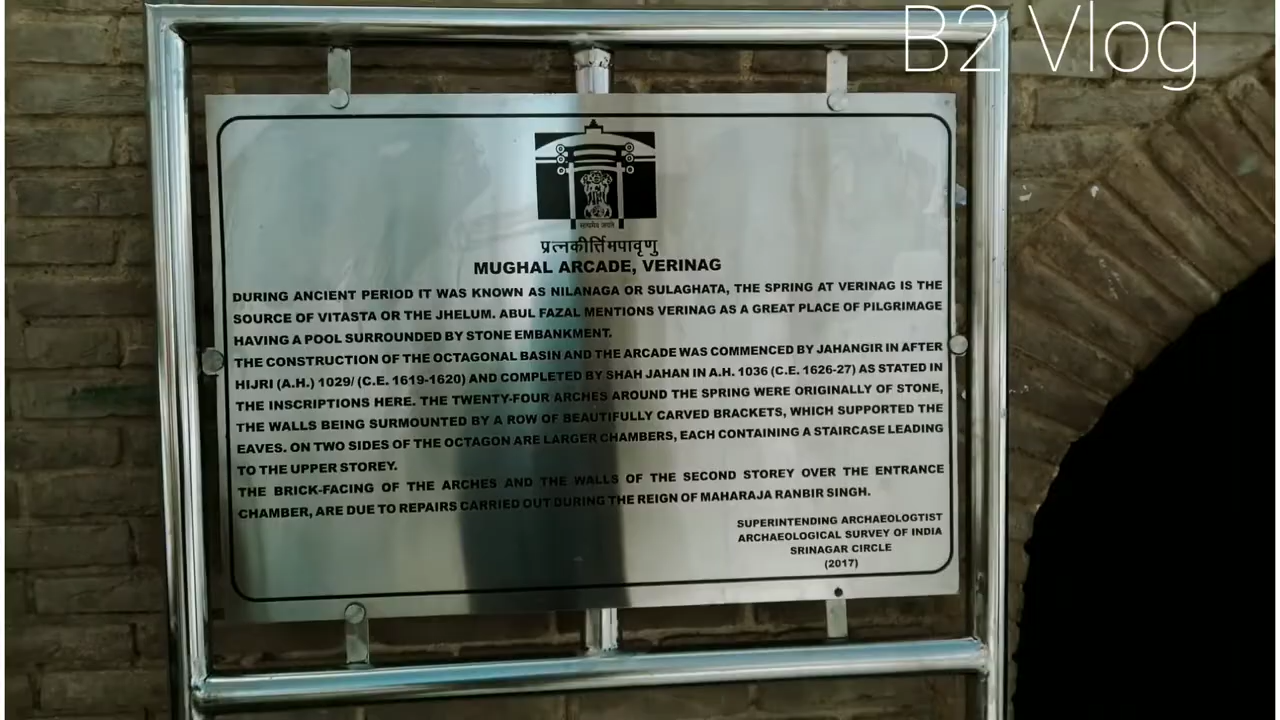 B2 Vlog
सत्यमेव जयते
प्रत्नकीर्त्तिमपावृणु
MUGHAL ARCADE, VERINAG
DURING ANCIENT PERIOD IT WAS KNOWN AS NILANAGA OR SULAGHATA, THE SPRING AT VERINAG IS THE
SOURCE OF VITASTA OR THE JHELUM. ABUL FAZAL MENTIONS VERINAG AS A GREAT PLACE OF PILGRIMAGE
HAVING A POOL SURROUNDED BY STONE EMBANKMENT.
THE CONSTRUCTION OF THE OCTAGONAL BASIN AND THE ARCADE WAS COMMENCED BY JAHANGIR IN AFTER
HIJRI (A.H.) 1029/ (C.E. 1619-1620) AND COMPLETED BY SHAH JAHAN IN A.H. 1036 (C.E. 1626-27) AS STATED IN
THE INSCRIPTIONS HERE. THE TWENTY-FOUR ARCHES AROUND THE SPRING WERE ORIGINALLY OF STONE,
THE WALLS BEING SURMOUNTED BY A ROW OF BEAUTIFULLY CARVED BRACKETS, WHICH SUPPORTED THE
EAVES. ON TWO SIDES OF THE OCTAGON ARE LARGER CHAMBERS, EACH CONTAINING A STAIRCASE LEADING
TO THE UPPER STOREY.
THE BRICK-FACING OF THE ARCHES AND THE WALLS OF THE SECOND STOREY OVER THE ENTRANCE
CHAMBER, ARE DUE TO REPAIRS CARRIED OUT DURING THE REIGN OF MAHARAJA RANBIR SINGH.
SUPERINTENDING ARCHAEOLOGTIST
ARCHAEOLOGICAL SURVEY OF INDIA
SRINAGAR CIRCLE
(2017)